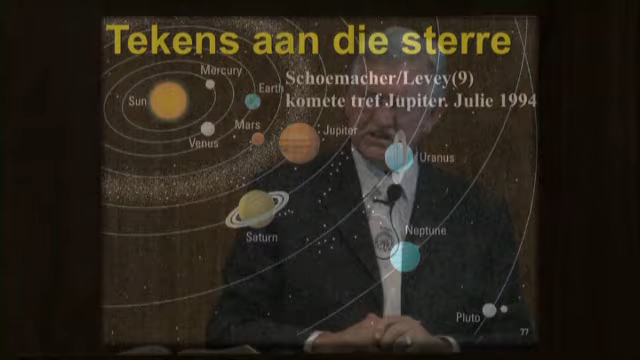 Tekens aan die sterre
Schoemacher/Levey(9)
komete tref Jupiter. Julie 1994
Mercury
Sun
Earth
Venus
Mars
Jupiter
Uranus
Saturn
Neptune
Pluto
77